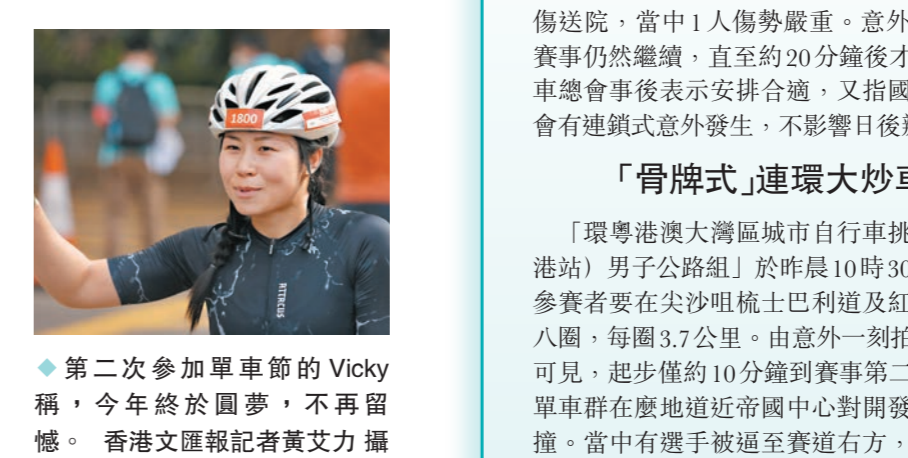 1800
ATTACUS
◆第二次參加單車節的 Vicky
稱，今年終於圓夢，不再留
憾。 香港文匯報記者黃艾力 攝
傷送院，當中1人傷勢嚴重。意外
賽事仍然繼續，直至約20分鐘後才
車總會事後表示安排合適，又指國
會有連鎖式意外發生，不影響日後
「骨牌式」連環大炒車
「環粵港澳大灣區城市自行車挑
港站）男子公路組」於昨晨10時30
參賽者要在尖沙咀梳士巴利道及紅
八圈，每圈3.7公里。由意外一刻拍
可見，起步僅約10分鐘到賽事第二
單車群在麼地道近帝國中心對開發
撞。當中有選手被逼至賽道右方，